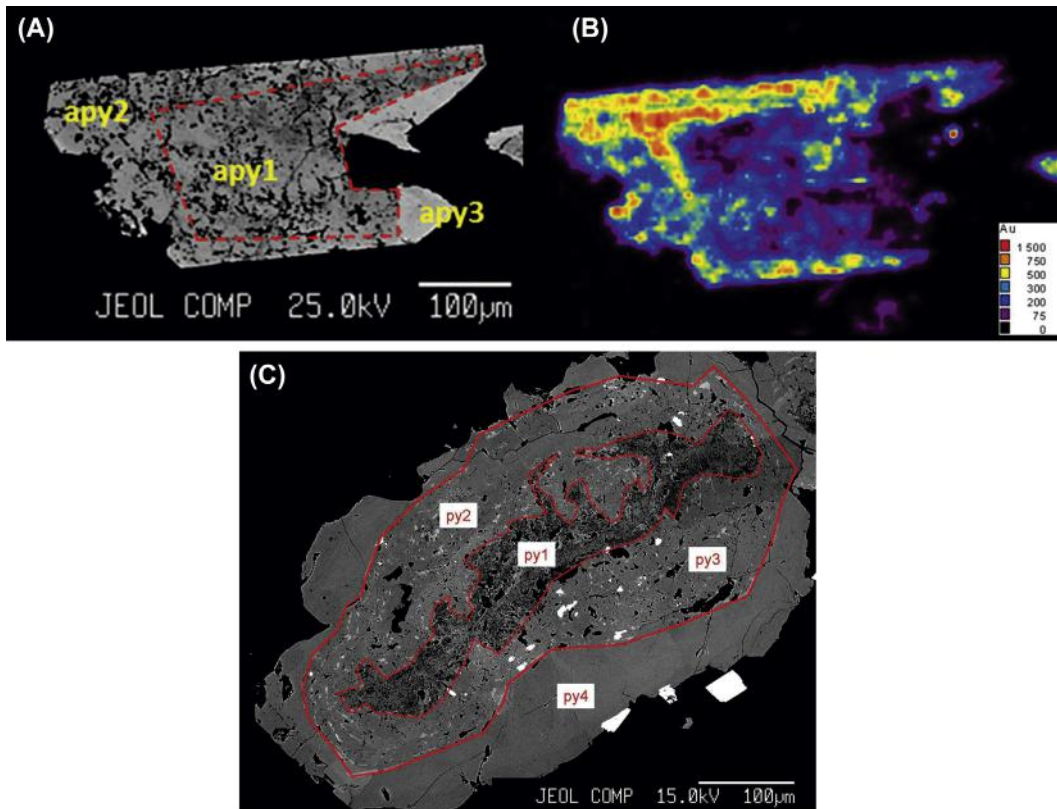 (A)
apy2
apy1
apy3
JEOL COMP 25.0kV 100µm
(B)
Au
1 500
750
500
300
200
75
0
(C)
py2
py1
py3
py4
JEOL COMP 15.0kV 100µm